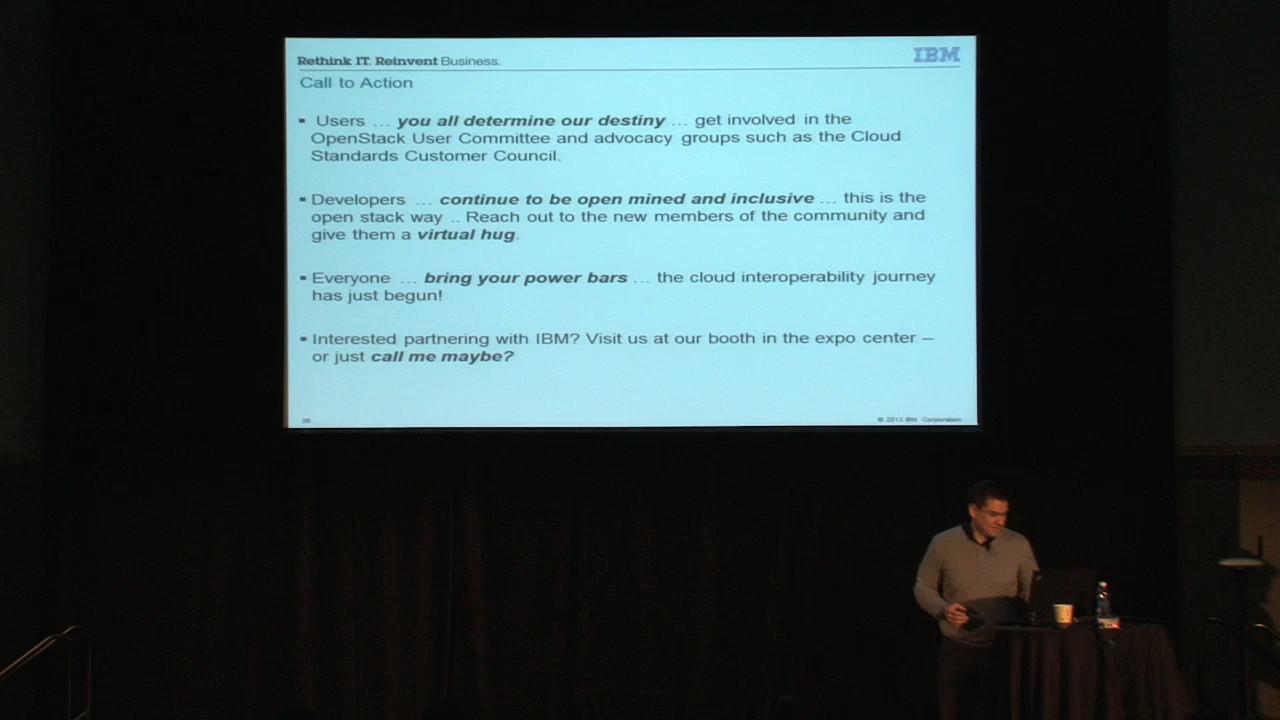 Rethink IT. Reinvent Business.
IBM
Call to Action
▪ Users … you all determine our destiny … get involved in the
OpenStack User Committee and advocacy groups such as the Cloud
Standards Customer Council.
▪ Developers … continue to be open mined and inclusive … this is the
open stack way .. Reach out to the new members of the community and
give them a virtual hug.
▪ Everyone … bring your power bars … the cloud interoperability journey
has just begun!
▪ Interested partnering with IBM? Visit us at our booth in the expo center –
or just call me maybe?
© 2013 IBM Corporation